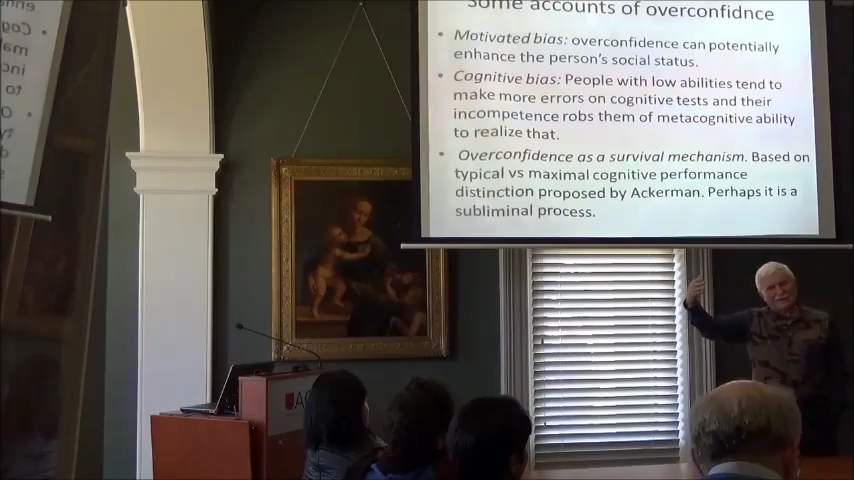 Some accounts of overconfidnce
• Motivated bias: overconfidence can potentially
enhance the person's social status.
• Cognitive bias: People with low abilities tend to
make more errors on cognitive tests and their
incompetence robs them of metacognitive ability
to realize that.
• Overconfidence as a survival mechanism. Based on
typical vs maximal cognitive performance
distinction proposed by Ackerman. Perhaps it is a
subliminal process.